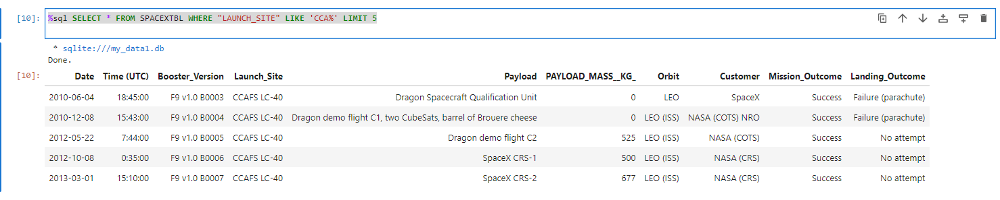 [10]: %sql SELECT * FROM SPACEXTBL WHERE "LAUNCH_SITE" LIKE 'CCA%' LIMIT 5
* sqlite:///my_data1.db
Done.
[10]: Date Time (UTC) Booster_Version Launch_Site Payload PAYLOAD_MASS__KG_ Orbit Customer Mission_Outcome Landing_Outcome
2010-06-04 18:45:00 F9 v1.0 B0003 CCAFS LC-40 Dragon Spacecraft Qualification Unit 0 LEO SpaceX Success Failure (parachute)
2010-12-08 15:43:00 F9 v1.0 B0004 CCAFS LC-40 Dragon demo flight C1, two CubeSats, barrel of Brouere cheese 0 LEO (ISS) NASA (COTS) NRO Success Failure (parachute)
2012-05-22 7:44:00 F9 v1.0 B0005 CCAFS LC-40 Dragon demo flight C2 525 LEO (ISS) NASA (COTS) Success No attempt
2012-10-08 0:35:00 F9 v1.0 B0006 CCAFS LC-40 SpaceX CRS-1 500 LEO (ISS) NASA (CRS) Success No attempt
2013-03-01 15:10:00 F9 v1.0 B0007 CCAFS LC-40 SpaceX CRS-2 677 LEO (ISS) NASA (CRS) Success No attempt